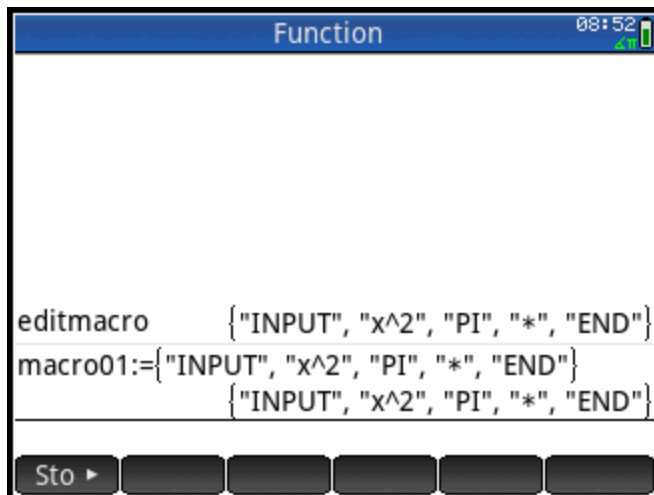 Function
08:52
∡π
editmacro {"INPUT", "x^2", "PI", "*", "END"}
macro01:={"INPUT", "x^2", "PI", "*", "END"}
{"INPUT", "x^2", "PI", "*", "END"}
Sto ▸